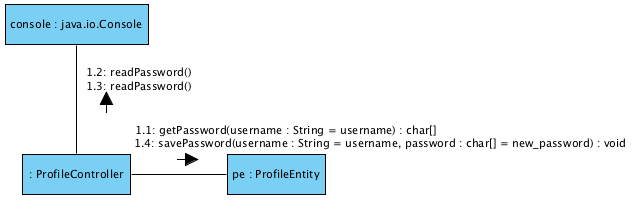 console : java.io.Console
1.2: readPassword()
1.3: readPassword()
1.1: getPassword(username : String = username) : char[]
1.4: savePassword(username : String = username, password : char[] = new_password) : void
: ProfileController
pe : ProfileEntity